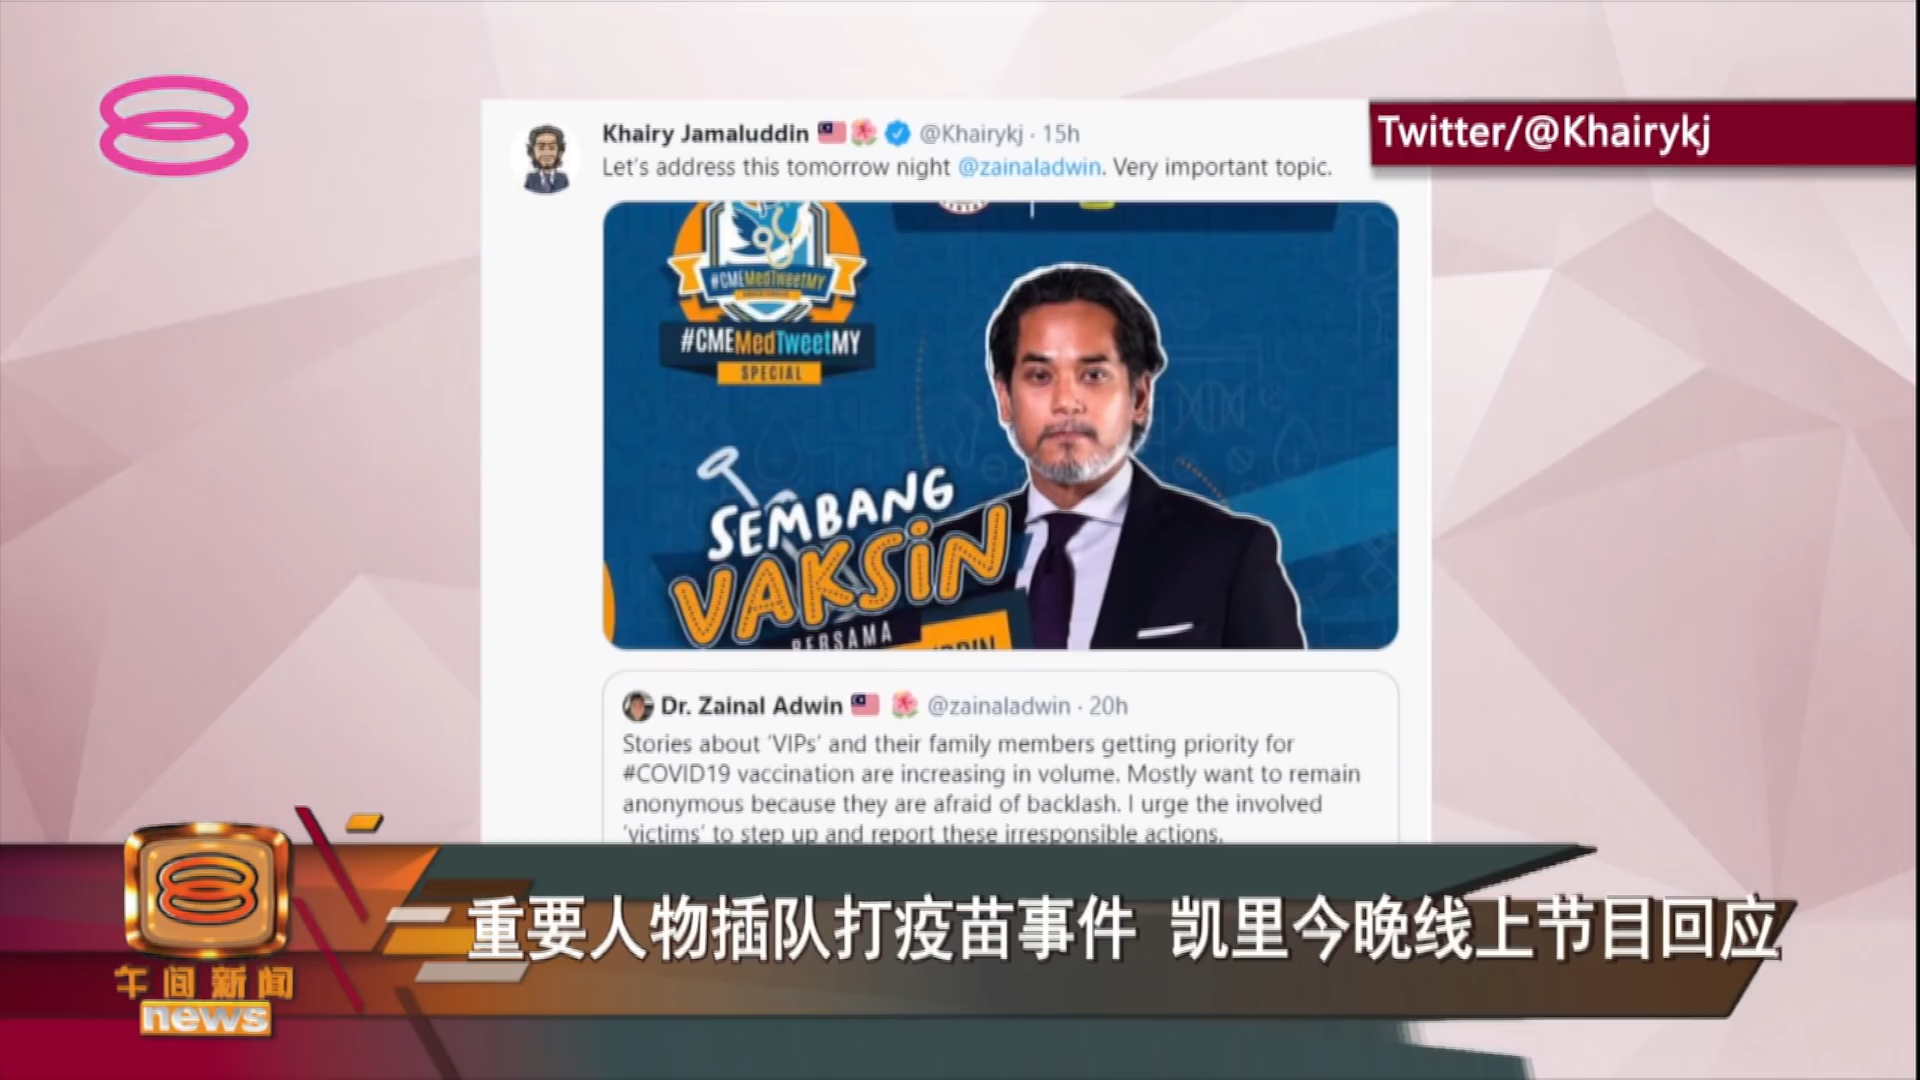 Twitter/@Khairykj
Khairy Jamaluddin @Khairykj · 15h
Let's address this tomorrow night @zainaladwin. Very important topic.
#CMEMedTweetMY
#CMEMedTweetMY
SPECIAL
SEMBANG
VAKSiN
BERSAMA
Dr. Zainal Adwin @zainaladwin · 20h
Stories about 'VIPs' and their family members getting priority for
#COVID19 vaccination are increasing in volume. Mostly want to remain
anonymous because they are afraid of backlash. I urge the involved
'victims' to step up and report these irresponsible actions.
重要人物插队打疫苗事件 凯里今晚线上节目回应
午间新闻
news